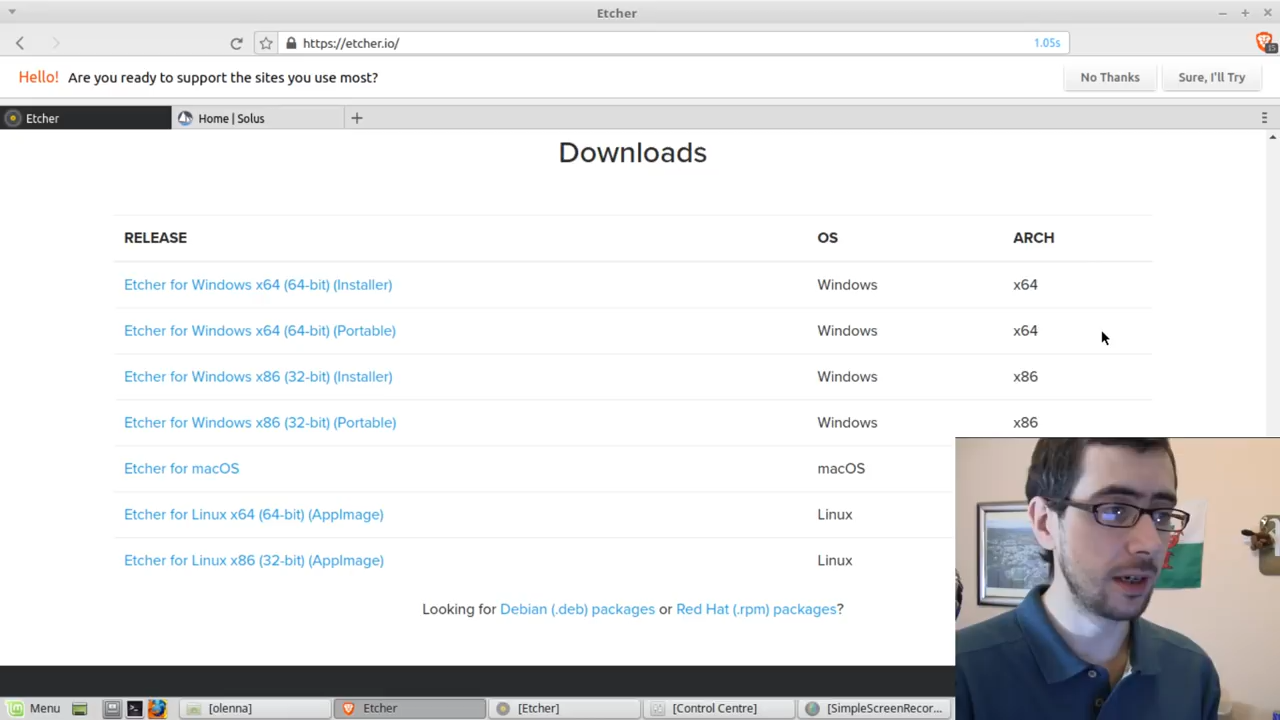 Etcher
https://etcher.io/
1.05s
15
Hello! Are you ready to support the sites you use most?
No Thanks
Sure, I'll Try
Etcher
Home | Solus
Downloads
RELEASE OS ARCH
Etcher for Windows x64 (64-bit) (Installer) Windows x64
Etcher for Windows x64 (64-bit) (Portable) Windows x64
Etcher for Windows x86 (32-bit) (Installer) Windows x86
Etcher for Windows x86 (32-bit) (Portable) Windows x86
Etcher for macOS macOS
Etcher for Linux x64 (64-bit) (AppImage) Linux
Etcher for Linux x86 (32-bit) (AppImage) Linux
Looking for Debian (.deb) packages or Red Hat (.rpm) packages?
Menu [olenna] Etcher [Etcher] [Control Centre] [SimpleScreenRecor...